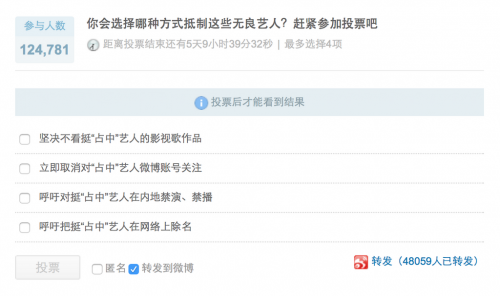 参与人数
124,781
你会选择哪种方式抵制这些无良艺人？赶紧参加投票吧
距离投票结束还有5天9小时39分32秒 | 最多选择4项
投票后才能看到结果
坚决不看挺“占中”艺人的影视歌作品
立即取消对“占中”艺人微博账号关注
呼吁对挺“占中”艺人在内地禁演、禁播
呼吁把挺“占中”艺人在网络上除名
投票
匿名 转发到微博
转发（48059人已转发）